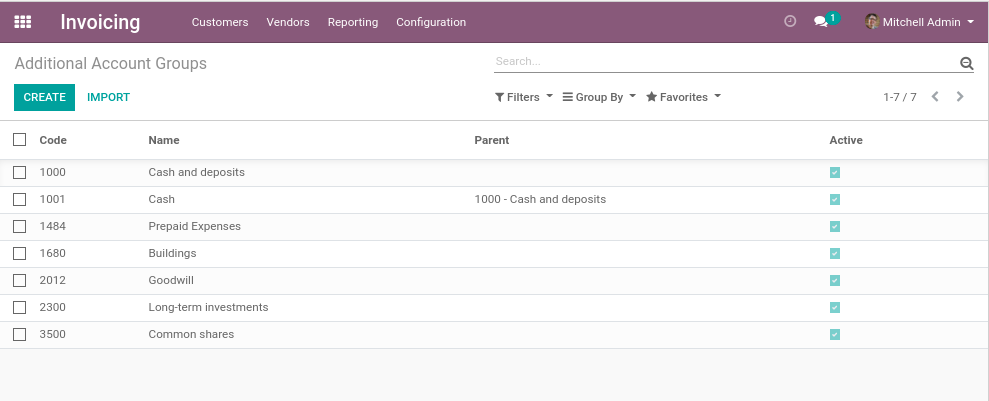 Invoicing Customers Vendors Reporting Configuration 1 Mitchell Admin
Additional Account Groups Search...
CREATE IMPORT Filters Group By Favorites 1-7 / 7
Code Name Parent Active
1000 Cash and deposits
1001 Cash 1000 - Cash and deposits
1484 Prepaid Expenses
1680 Buildings
2012 Goodwill
2300 Long-term investments
3500 Common shares